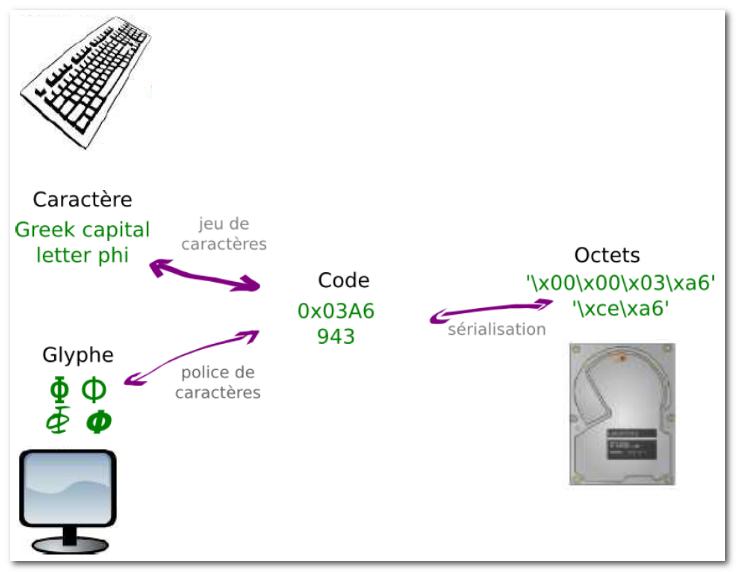 Caractère
Greek capital
letter phi
jeu de
caractères
Code
0x03A6
943
Octets
'\x00\x00\x03\xa6'
'\xce\xa6'
sérialisation
Glyphe
Φ Φ
Φ Φ
police de
caractères